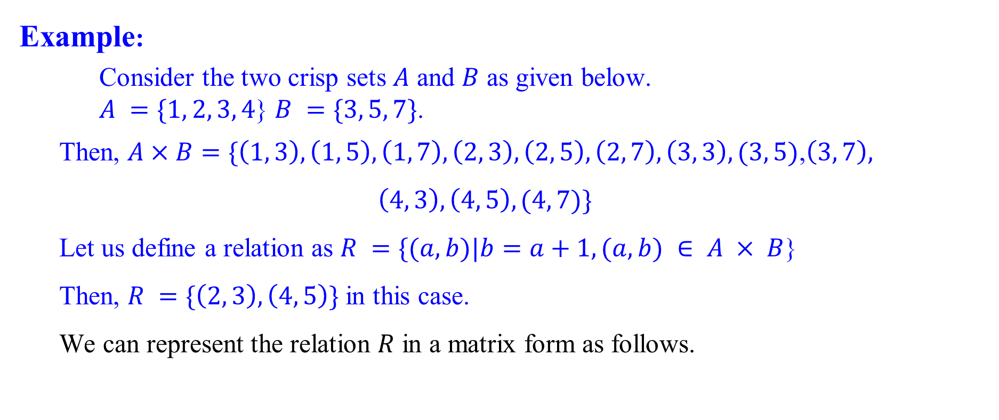 Example:
Consider the two crisp sets A and B as given below.
A = {1, 2, 3, 4} B = {3, 5, 7}.
Then, A × B = {(1, 3), (1, 5), (1, 7), (2, 3), (2, 5), (2, 7), (3, 3), (3, 5),(3, 7),
(4, 3), (4, 5), (4, 7)}
Let us define a relation as R = {(a, b)|b = a + 1, (a, b) ∈ A × B}
Then, R = {(2, 3), (4, 5)} in this case.
We can represent the relation R in a matrix form as follows.